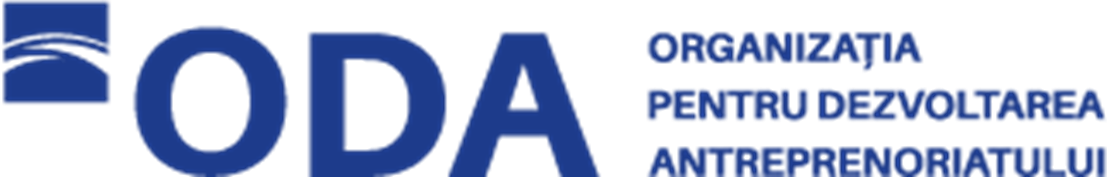 ODA
ORGANIZAȚIA
PENTRU DEZVOLTAREA
ANTREPRENORIATULUI